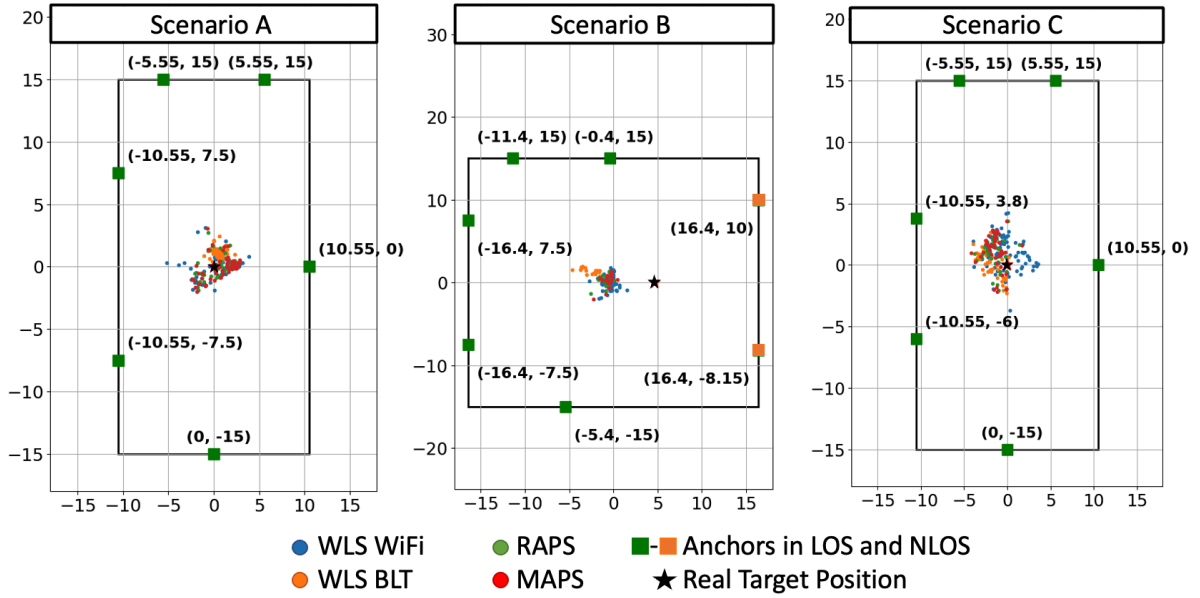 Scenario A
20
15
10
5
0
−5
−10
−15
−15 −10 −5 0 5 10 15
(-5.55, 15) (5.55, 15)
(-10.55, 7.5)
(10.55, 0)
(-10.55, -7.5)
(0, -15)
Scenario B
30
20
10
0
−10
−20
−15 −10 −5 0 5 10 15
(-11.4, 15) (-0.4, 15)
(-16.4, 7.5)
(16.4, 10)
(-16.4, -7.5)
(16.4, -8.15)
(-5.4, -15)
Scenario C
20
15
10
5
0
−5
−10
−15
−15 −10 −5 0 5 10 15
(-5.55, 15) (5.55, 15)
(-10.55, 3.8)
(10.55, 0)
(-10.55, -6)
(0, -15)
WLS WiFi
RAPS
Anchors in LOS and NLOS
WLS BLT
MAPS
Real Target Position